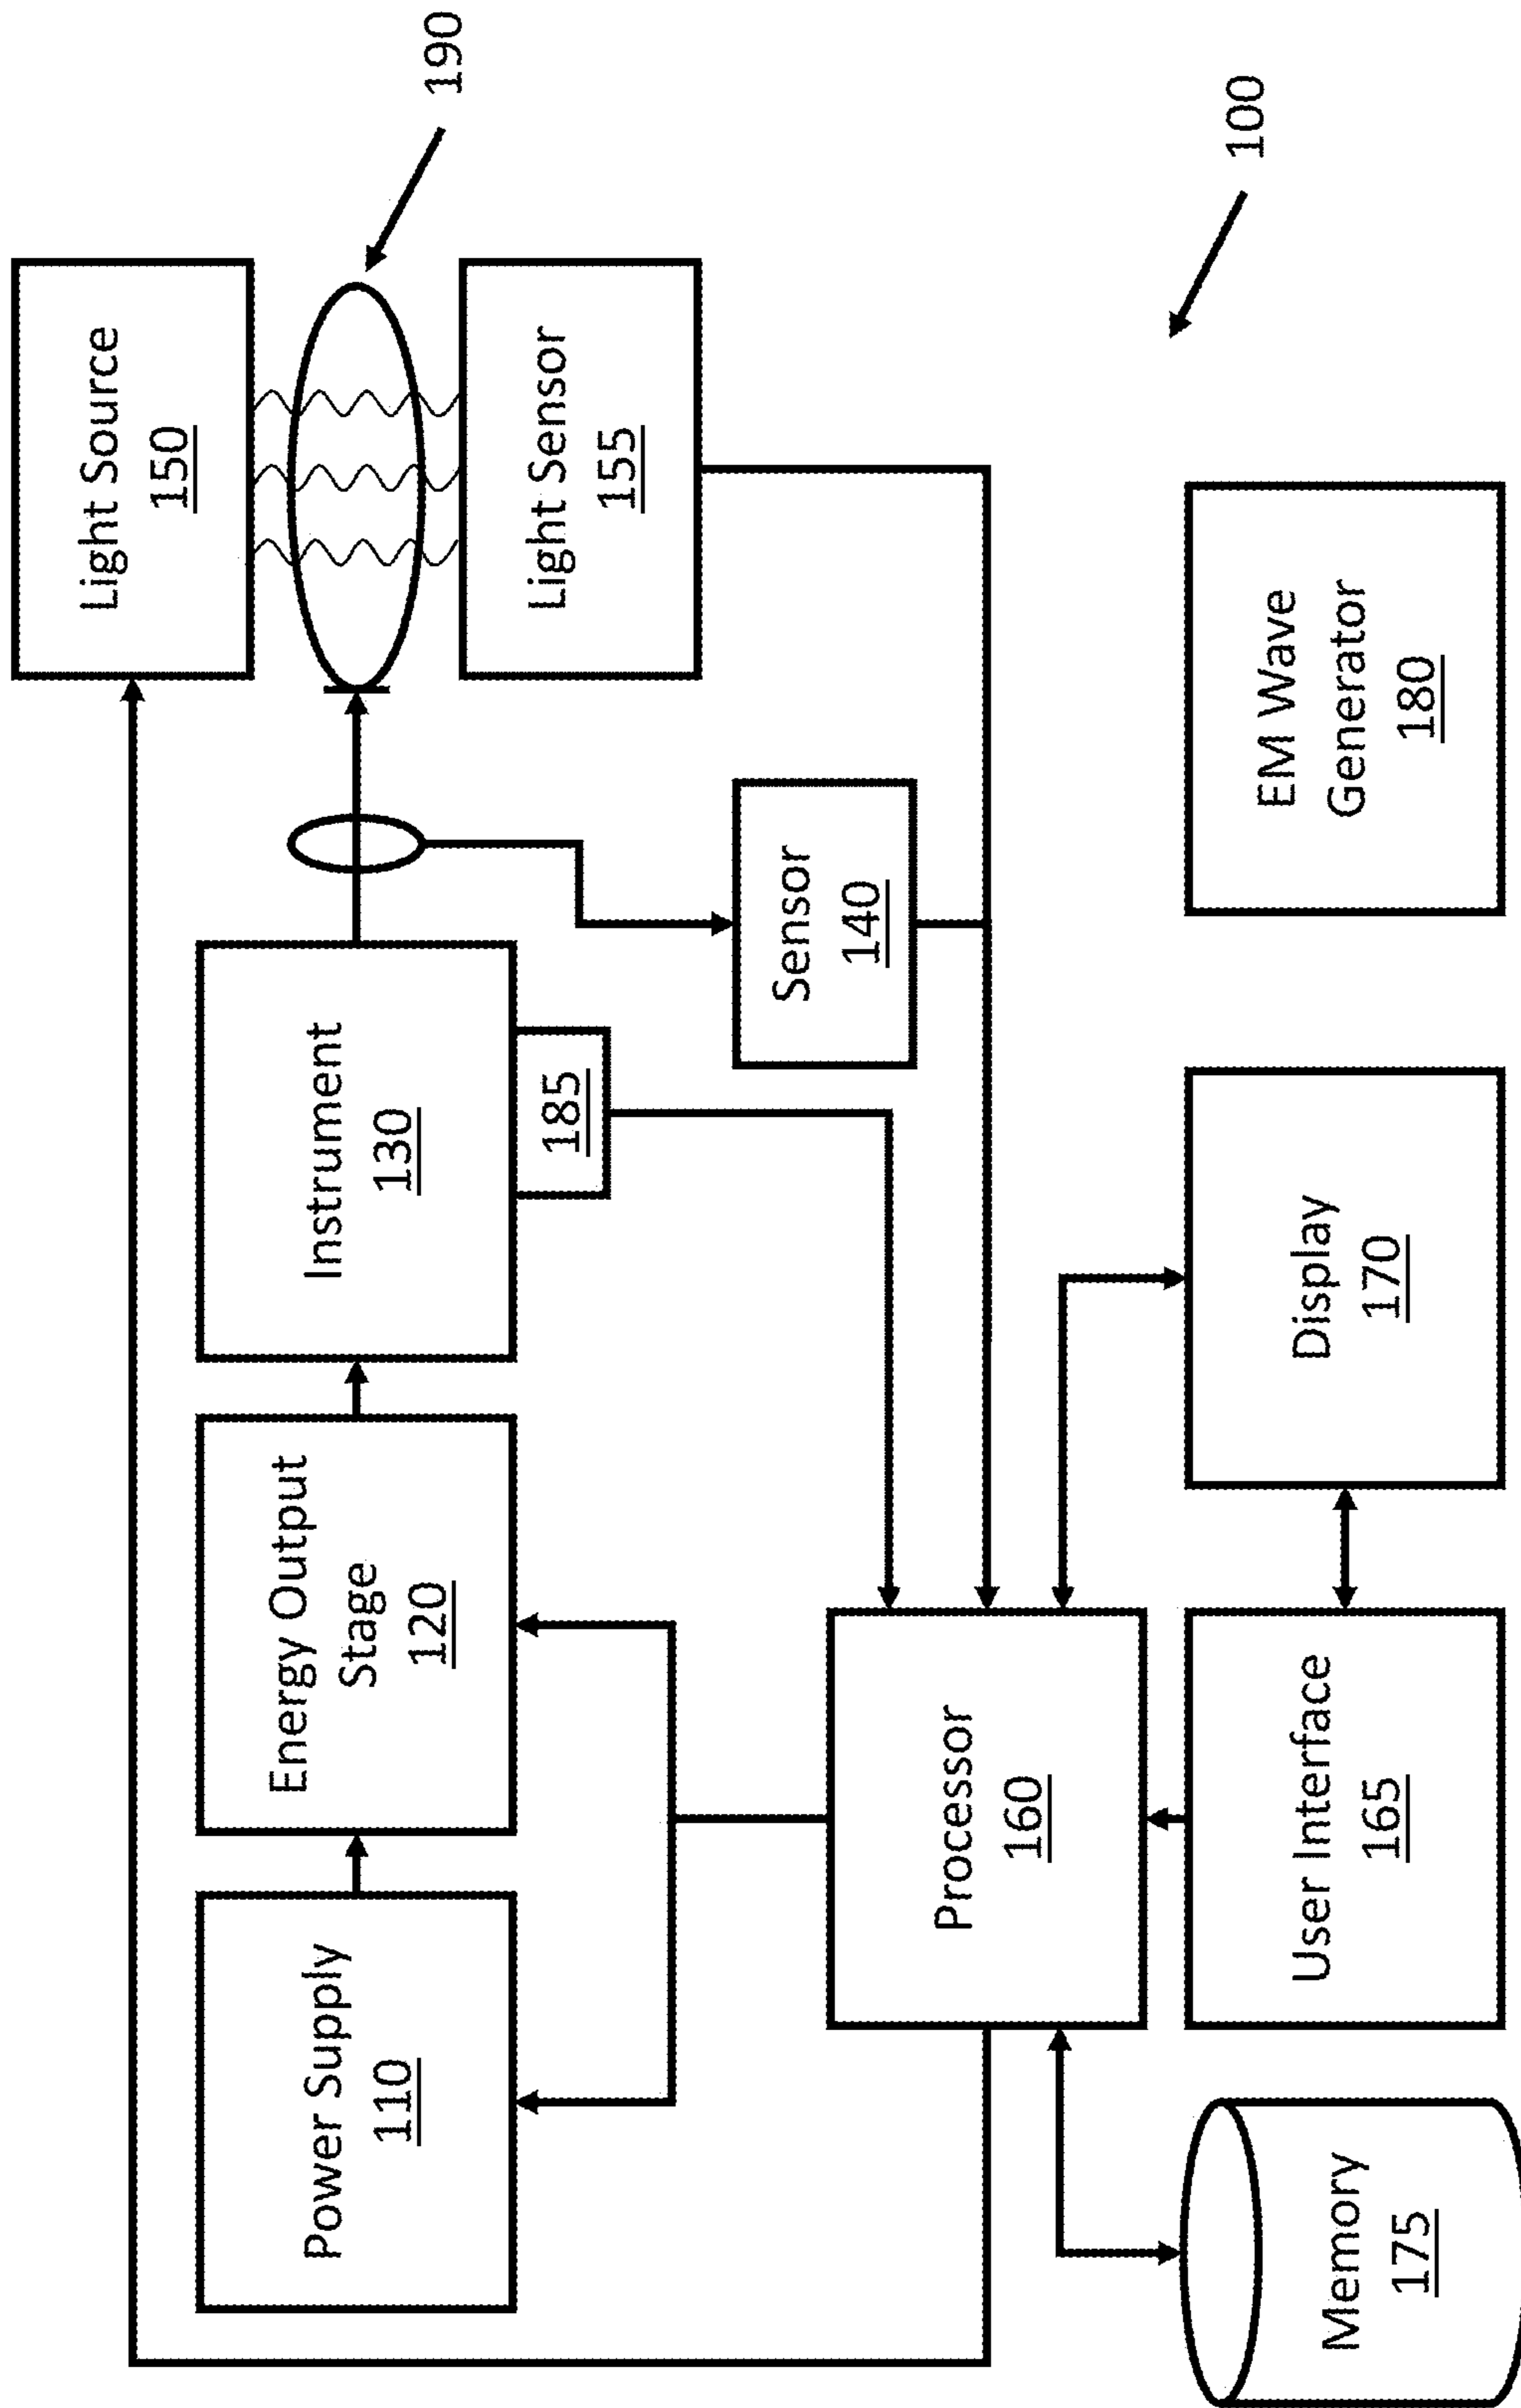 Light Source
150
190
Power Supply
110
Energy Output
Stage
120
Instrument
130
185
Light Sensor
155
Sensor
140
100
Processor
160
Memory
175
User Interface
165
Display
170
EM Wave
Generator
180